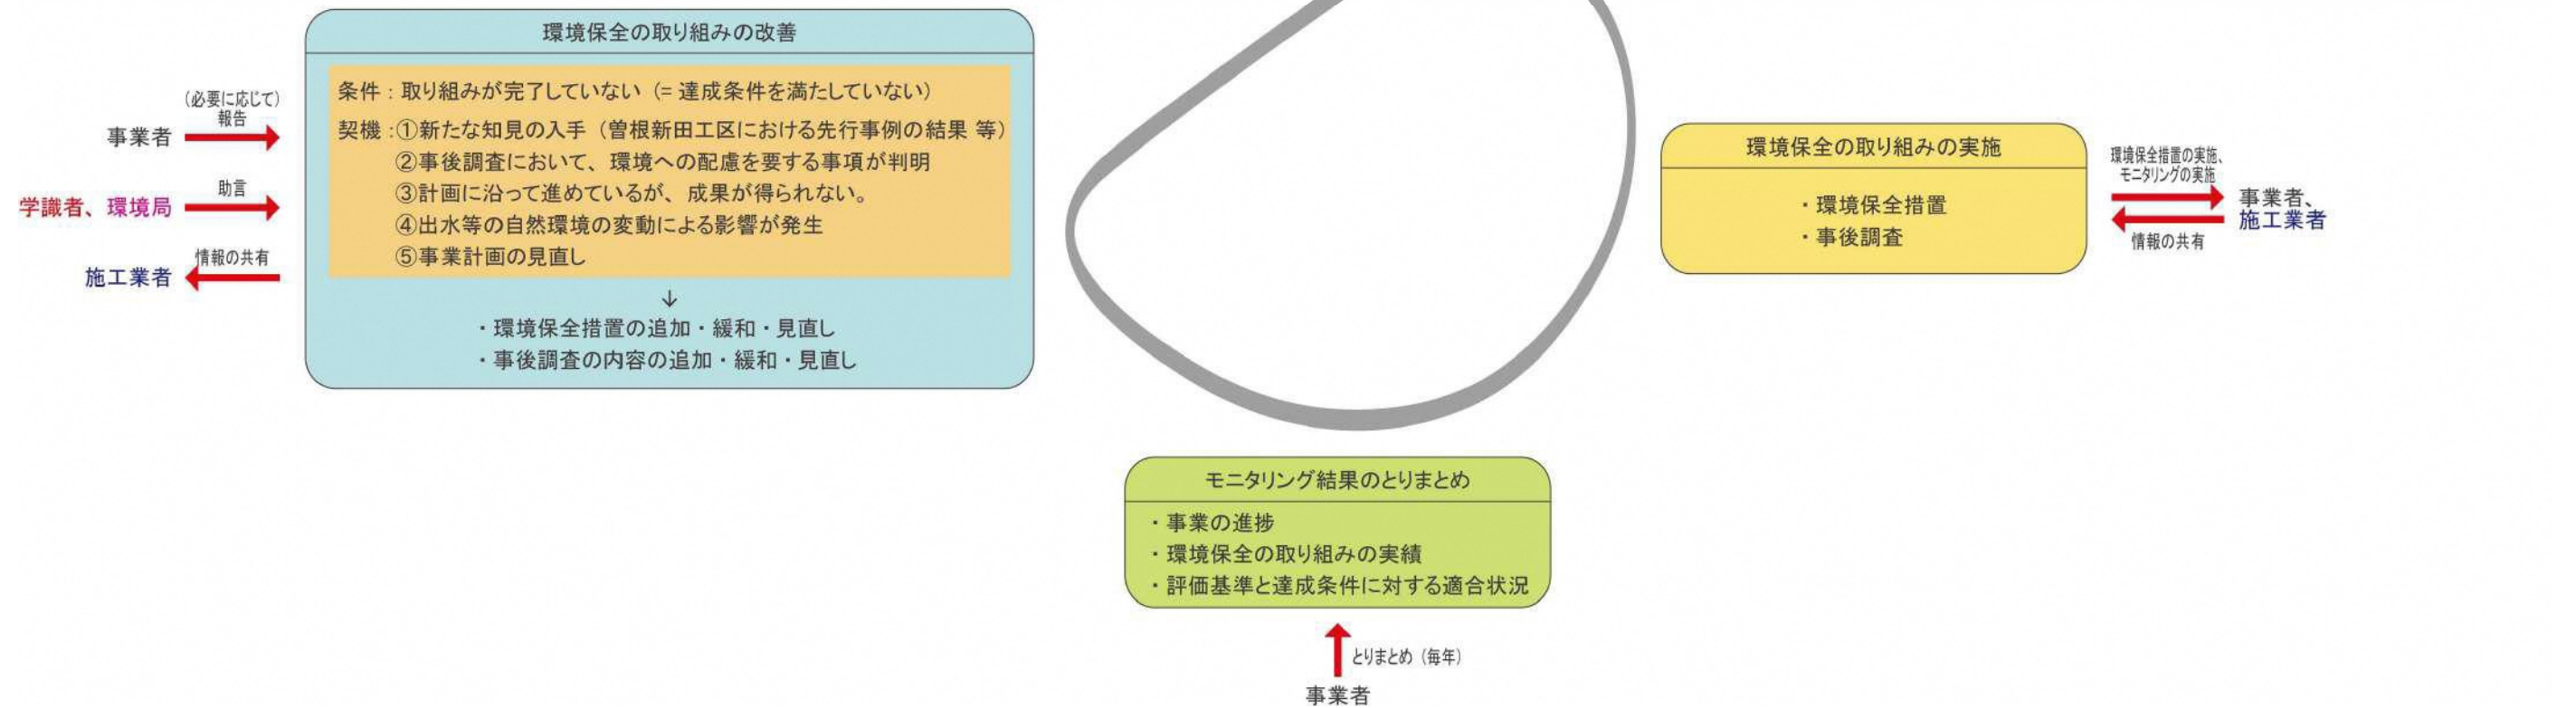 環境保全の取り組みの改善
条件：取り組みが完了していない（= 達成条件を満たしていない）
契機：①新たな知見の入手（曽根新田工区における先行事例の結果 等）
②事後調査において、環境への配慮を要する事項が判明
③計画に沿って進めているが、成果が得られない。
④出水等の自然環境の変動による影響が発生
⑤事業計画の見直し
↓
・環境保全措置の追加・緩和・見直し
・事後調査の内容の追加・緩和・見直し
（必要に応じて）
報告
事業者
助言
学識者、環境局
情報の共有
施工業者
環境保全の取り組みの実施
・環境保全措置
・事後調査
環境保全措置の実施、
モニタリングの実施
事業者、
施工業者
情報の共有
モニタリング結果のとりまとめ
・事業の進捗
・環境保全の取り組みの実績
・評価基準と達成条件に対する適合状況
とりまとめ（毎年）
事業者